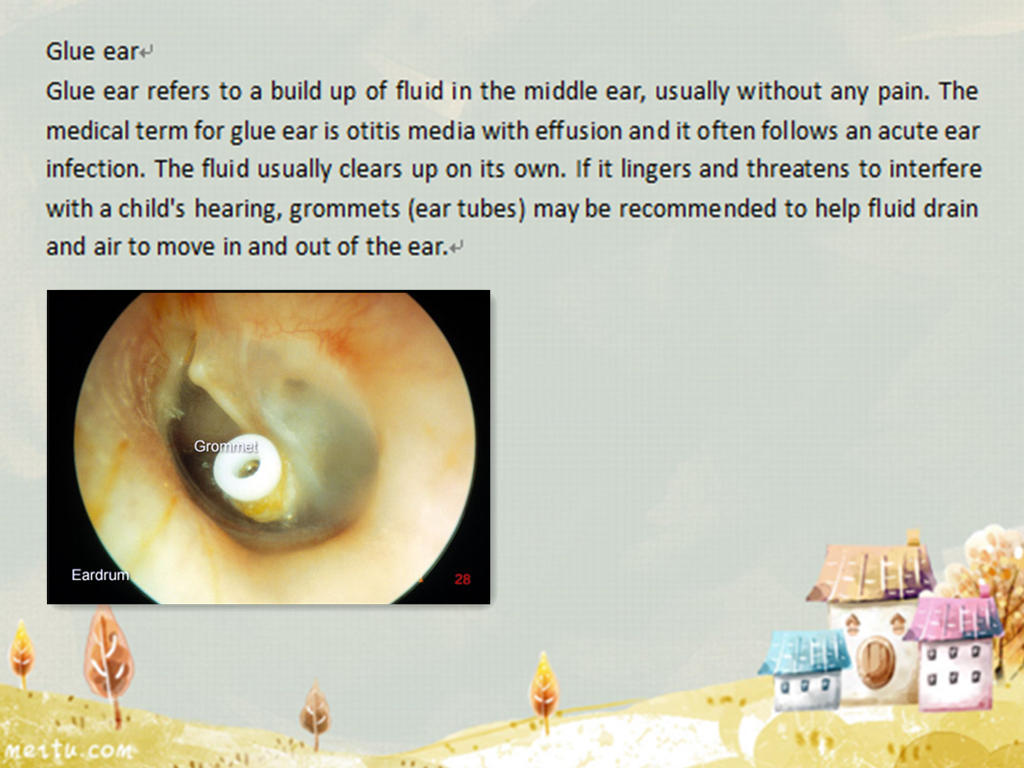 Glue ear↵
Glue ear refers to a build up of fluid in the middle ear, usually without any pain. The
medical term for glue ear is otitis media with effusion and it often follows an acute ear
infection. The fluid usually clears up on its own. If it lingers and threatens to interfere
with a child's hearing, grommets (ear tubes) may be recommended to help fluid drain
and air to move in and out of the ear.↵
Grommet
Eardrum
28
meitu.com